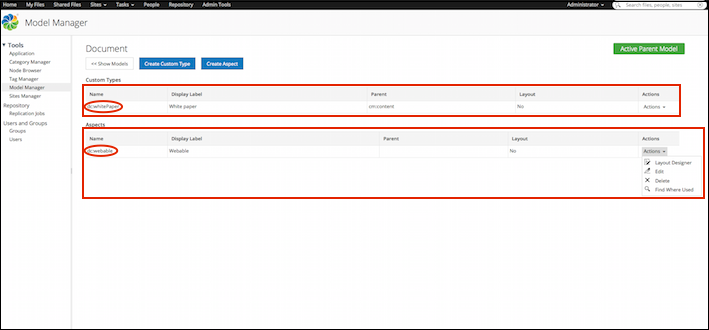 Home My Files Shared Files Sites Tasks People Repository Admin Tools Administrator Search files, people, sites
Model Manager
Tools
Application
Category Manager
Node Browser
Tag Manager
Model Manager
Sites Manager
Repository
Replication Jobs
Users and Groups
Groups
Users
Document
Active Parent Model
<< Show Models Create Custom Type Create Aspect
Custom Types
Name Display Label Parent Layout Actions
dc:whitePaper White paper cm:content No Actions
Aspects
Name Display Label Parent Layout Actions
dc:webable Webable No Actions
Layout Designer
Edit
Delete
Find Where Used